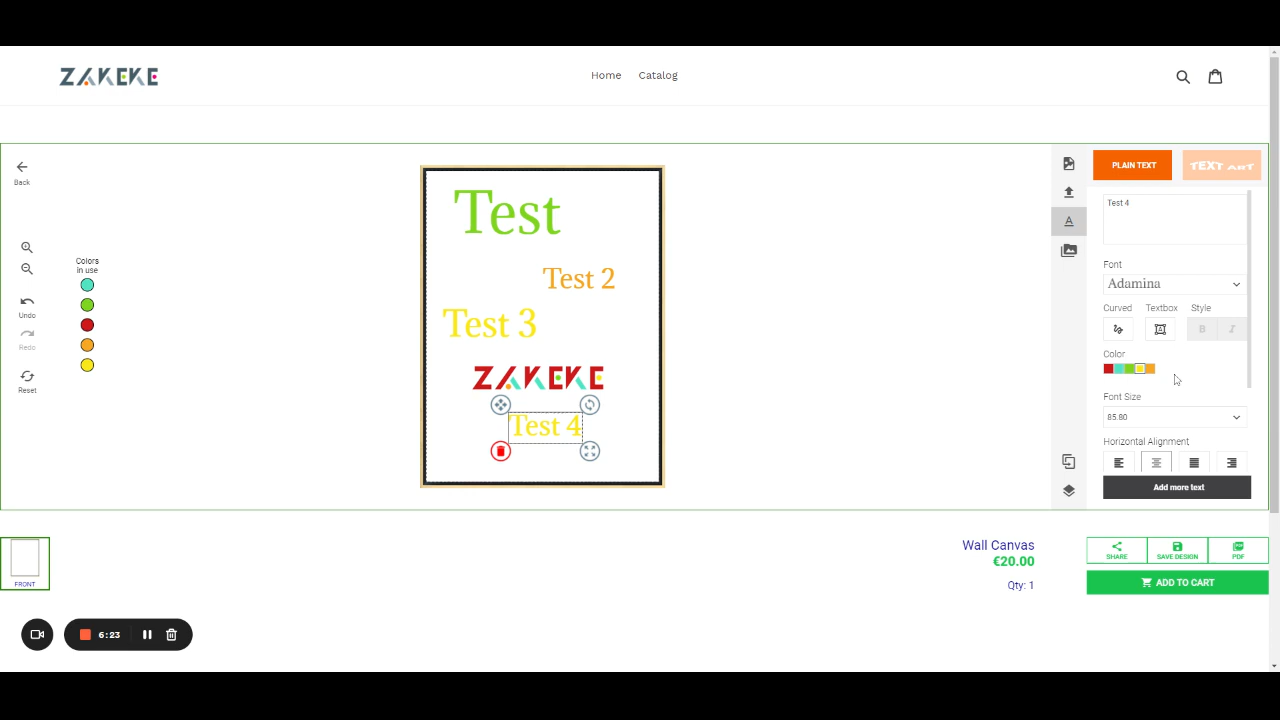 ZAKEKE
Home
Catalog
Back
PLAIN TEXT
TEXT ART
Test
Test 4
Colors
in use
Font
Test 2
Adamina
Undo
Curved
Textbox
Style
B
I
Test 3
Redo
Color
ZAKEKE
Reset
Font Size
85.80
Test 4
Horizontal Alignment
Add more text
Wall Canvas
€20.00
SHARE
SAVE DESIGN
PDF
FRONT
Qty: 1
ADD TO CART
6:23